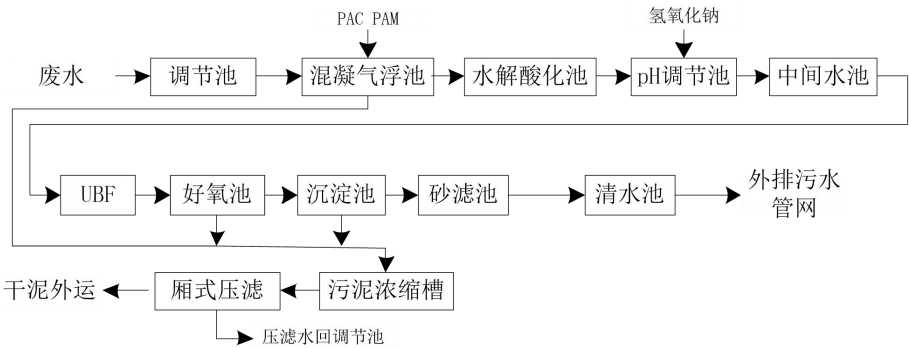 PAC PAM
氢氧化钠
废水
调节池
混凝气浮池
水解酸化池
pH调节池
中间水池
UBF
好氧池
沉淀池
砂滤池
清水池
外排污水
管网
干泥外运
厢式压滤
污泥浓缩槽
压滤水回调节池